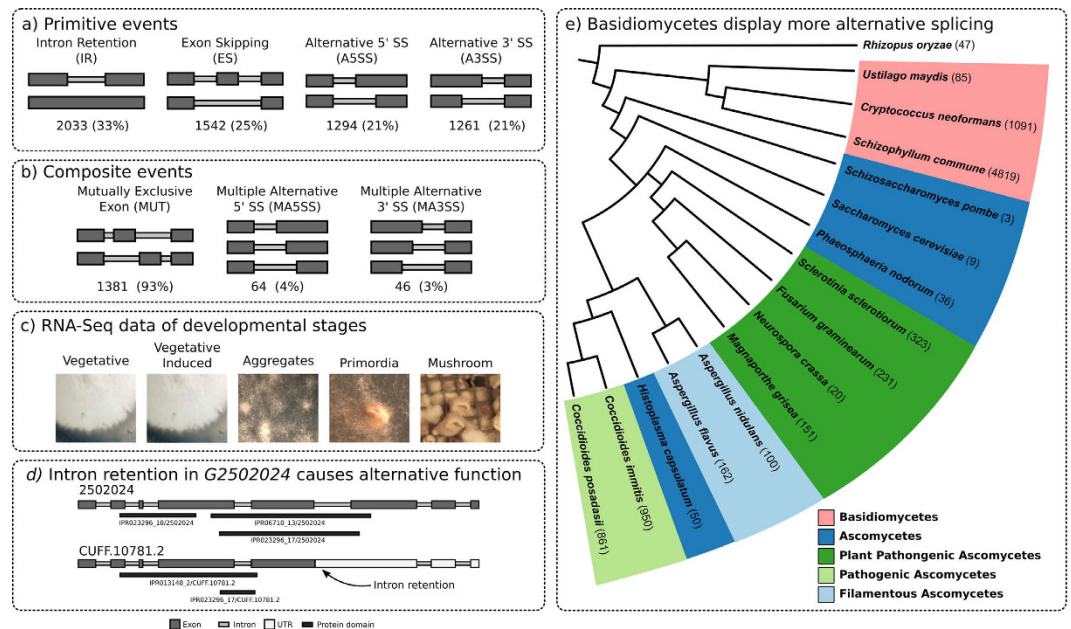 a) Primitive events
Intron Retention
(IR)
Exon Skipping
(ES)
Alternative 5' SS
(A5SS)
Alternative 3' SS
(A3SS)
2033 (33%)
1542 (25%)
1294 (21%)
1261 (21%)
b) Composite events
Mutually Exclusive
Exon (MUT)
Multiple Alternative
5' SS (MA5SS)
Multiple Alternative
3' SS (MA3SS)
1381 (93%)
64 (4%)
46 (3%)
c) RNA-Seq data of developmental stages
Vegetative
Vegetative
Induced
Aggregates
Primordia
Mushroom
d) Intron retention in G2502024 causes alternative function
2502024
IPR023296_18/2502024
IPR06710_13/2502024
IPR023296_17/2502024
CUFF.10781.2
IPR013148_2/CUFF.10781.2
IPR023296_17/CUFF.10781.2
Intron retention
Exon
Intron
UTR
Protein domain
e) Basidiomycetes display more alternative splicing
Rhizopus oryzae (47)
Ustilago maydis (85)
Cryptococcus neoformans (1091)
Schizophyllum commune (4819)
Schizosaccharomyces pombe (3)
Saccharomyces cerevisiae (9)
Phaeosphaeria nodorum (36)
Sclerotinia sclerotiorum (323)
Fusarium graminearum (231)
Neurospora crassa (20)
Magnaporthe grisea (151)
Aspergillus nidulans (100)
Aspergillus flavus (162)
Histoplasma capsulatum (50)
Coccidioides immitis (950)
Coccidioides posadasii (861)
Basidiomycetes
Ascomycetes
Plant Pathogenic Ascomycetes
Pathogenic Ascomycetes
Filamentous Ascomycetes